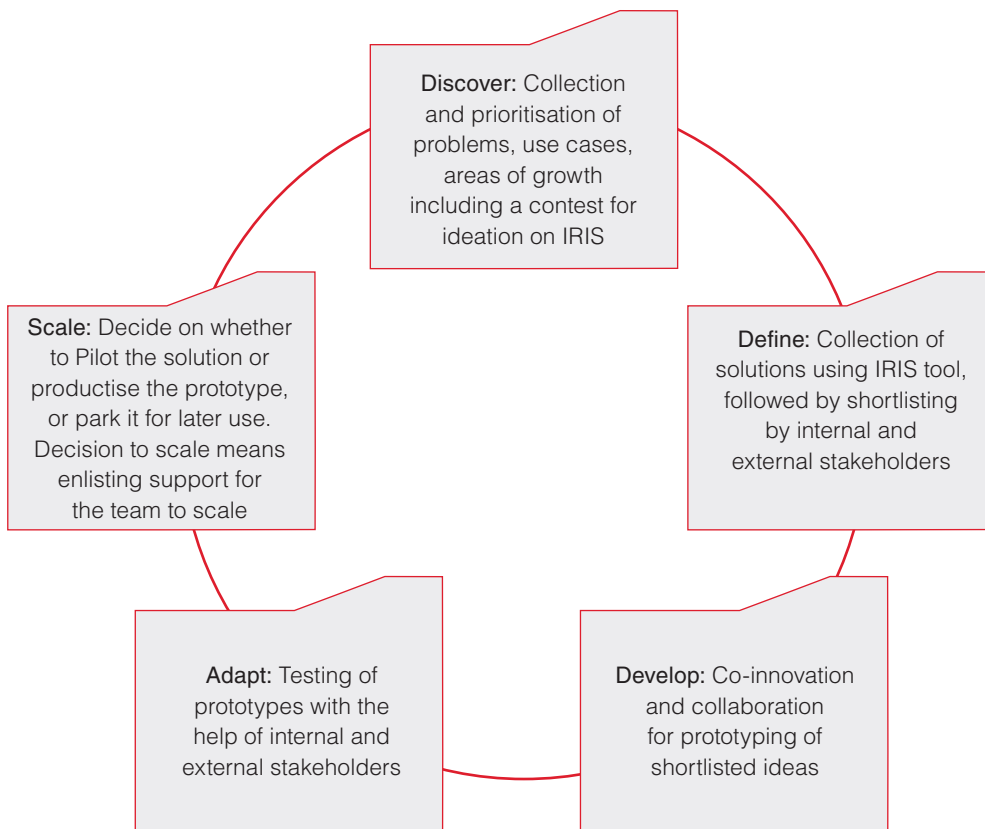 Discover: Collection
and prioritisation of
problems, use cases,
areas of growth
including a contest for
ideation on IRIS
Define: Collection of
solutions using IRIS tool,
followed by shortlisting
by internal and
external stakeholders
Develop: Co-innovation
and collaboration
for prototyping of
shortlisted ideas
Adapt: Testing of
prototypes with the
help of internal and
external stakeholders
Scale: Decide on whether
to Pilot the solution or
productise the prototype,
or park it for later use.
Decision to scale means
enlisting support for
the team to scale